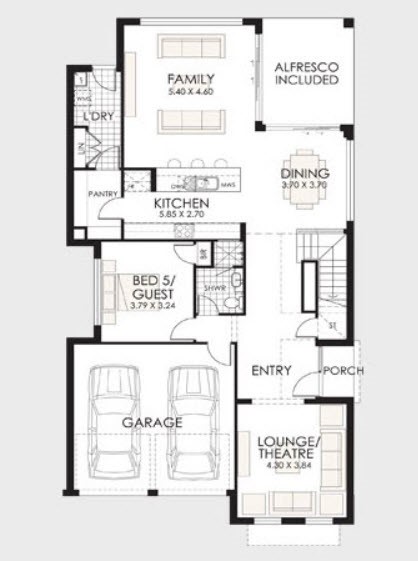 FAMILY
5.40 X 4.60
ALFRESCO
INCLUDED
L'DRY
LIN
DINING
3.70 X 3.70
PANTRY
DW
MWS
KITCHEN
5.85 X 2.70
BR
BED 5/
GUEST
3.79 X 3.24
SHWR
ST
ENTRY
PORCH
GARAGE
LOUNGE/
THEATRE
4.30 X 3.84